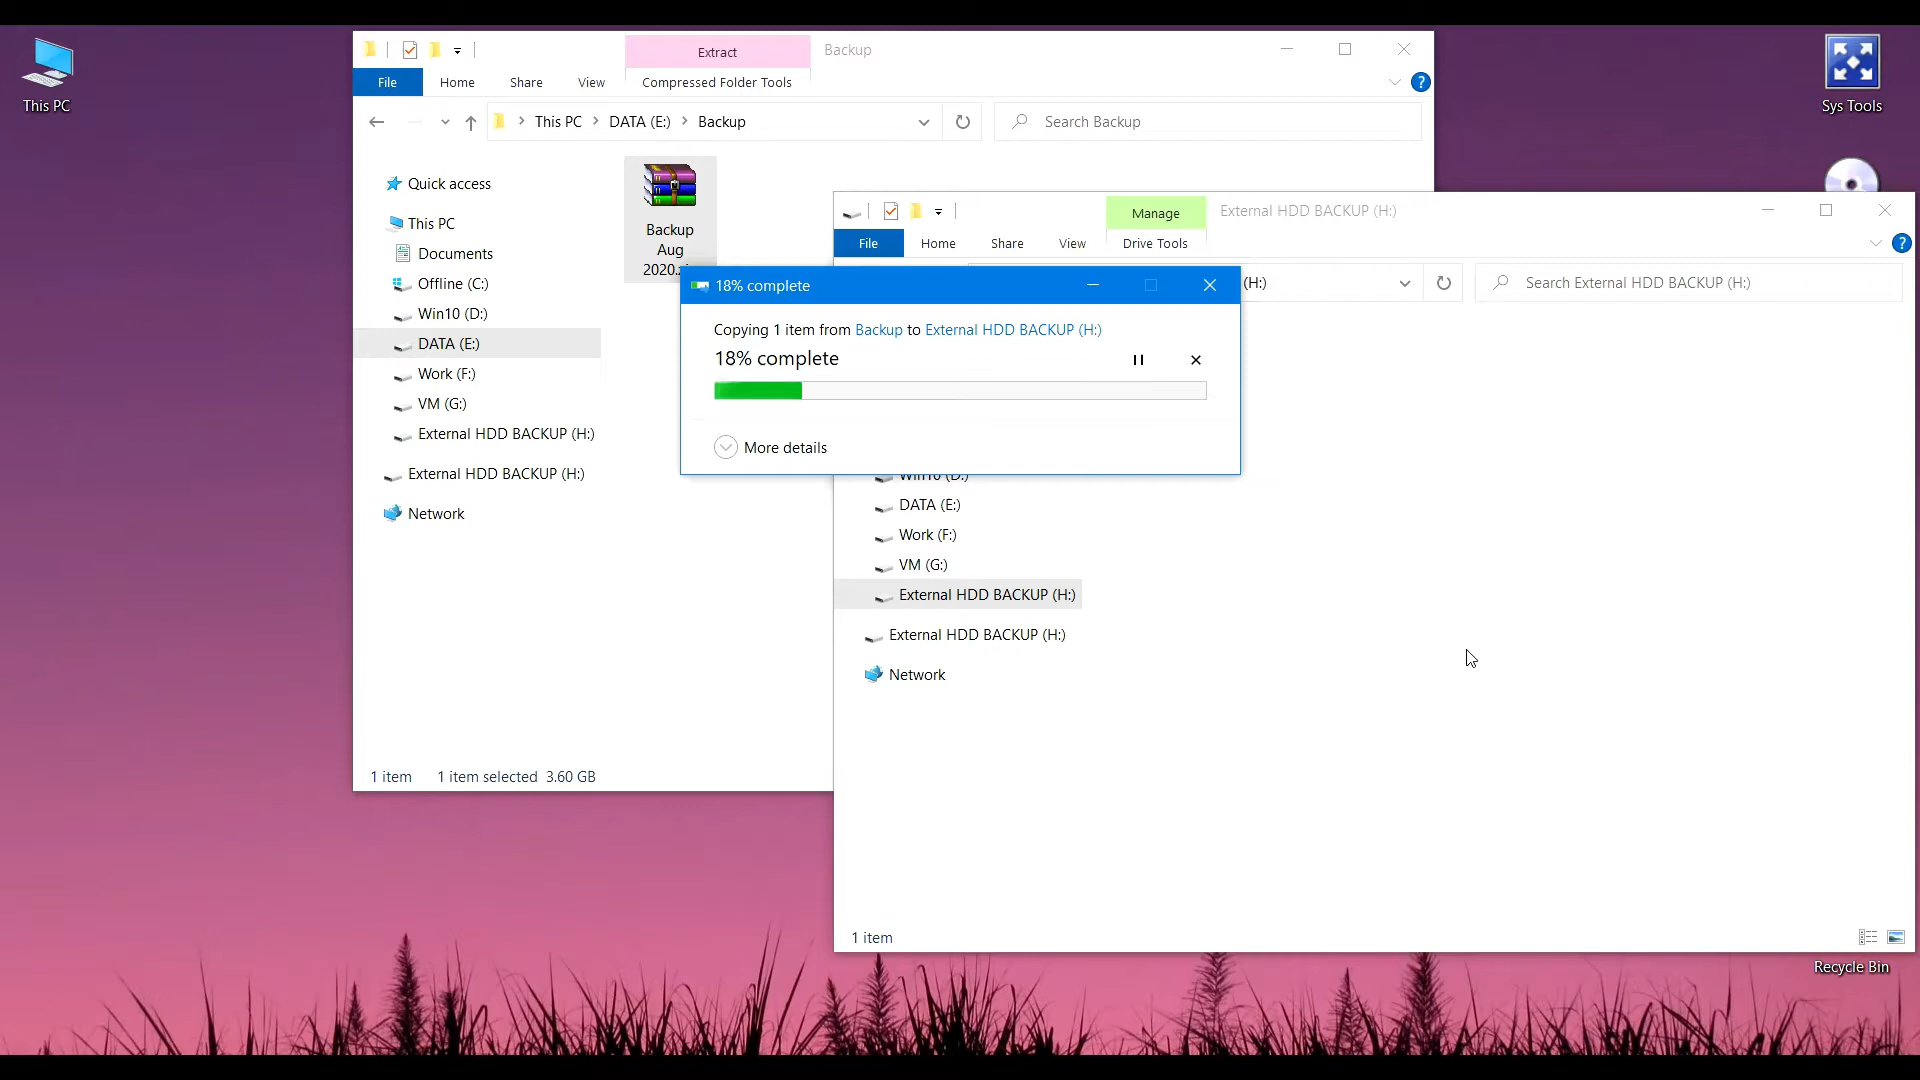 This PC
Sys Tools
Recycle Bin
Extract
Backup
File
Home
Share
View
Compressed Folder Tools
This PC
DATA (E:)
Backup
Search Backup
Quick access
This PC
Documents
Offline (C:)
Win10 (D:)
DATA (E:)
Work (F:)
VM (G:)
External HDD BACKUP (H:)
External HDD BACKUP (H:)
Network
Backup
Aug
1 item
1 item selected 3.60 GB
Manage
External HDD BACKUP (H:)
File
Home
Share
View
Drive Tools
(H:)
Search External HDD BACKUP (H:)
18% complete
Copying 1 item from Backup to External HDD BACKUP (H:)
18% complete
More details
Win10 (D:)
DATA (E:)
Work (F:)
VM (G:)
External HDD BACKUP (H:)
External HDD BACKUP (H:)
Network
1 item